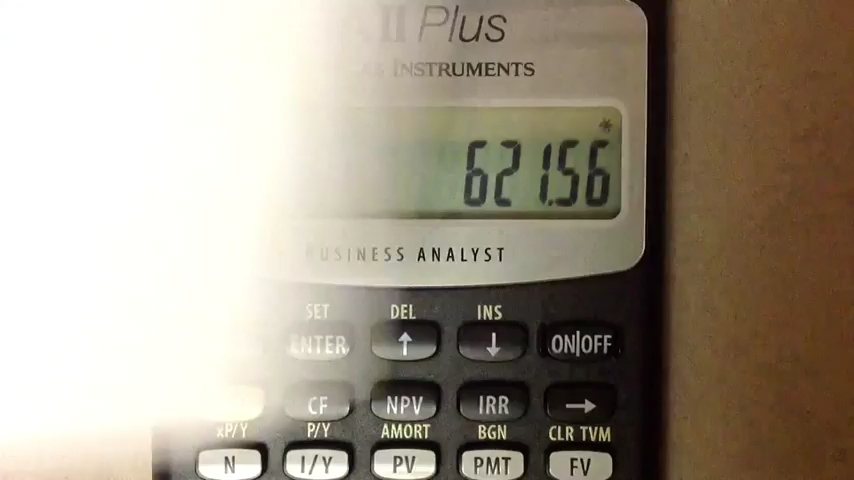 II Plus
INSTRUMENTS
*
621.56
BUSINESS ANALYST
SET DEL INS
ENTER ↑ ↓ ON|OFF
CF NPV IRR →
xP/Y P/Y AMORT BGN CLR TVM
N I/Y PV PMT FV